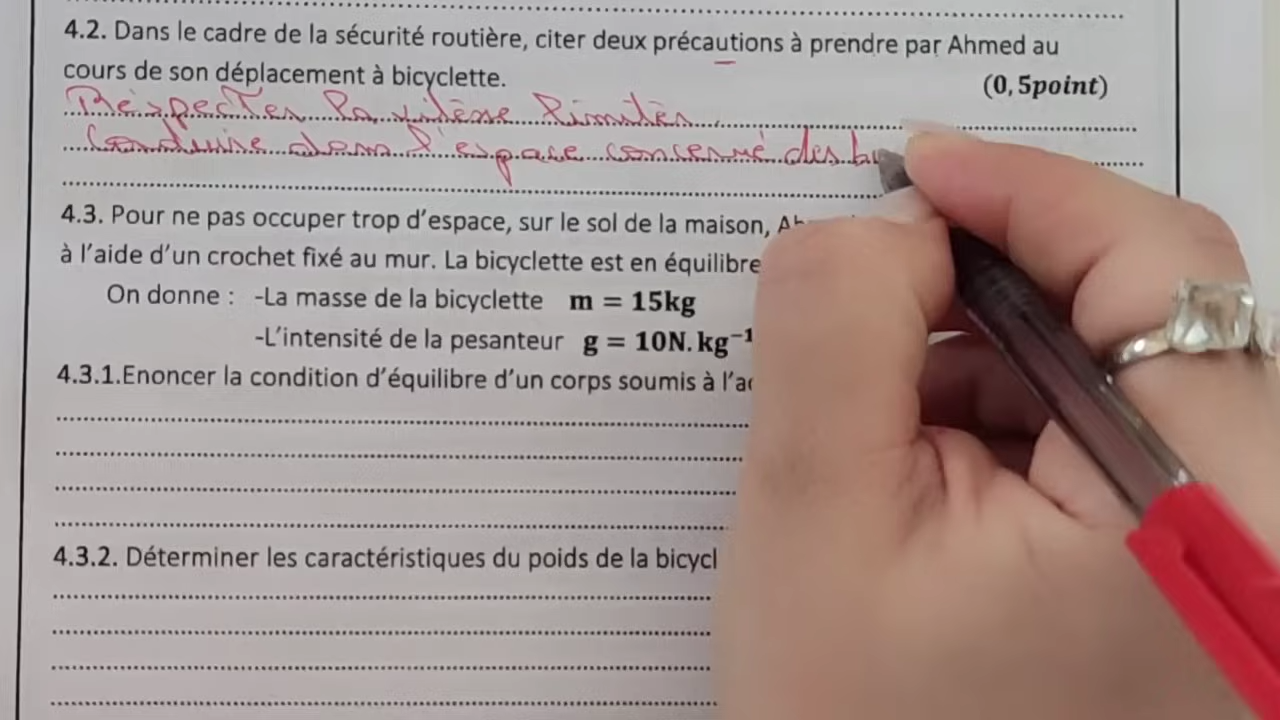 4.2. Dans le cadre de la sécurité routière, citer deux précautions à prendre par Ahmed au
cours de son déplacement à bicyclette. (0,5point)
Réspecter la vitèsse limitès.
Conduire dans l'espace concerné des
4.3. Pour ne pas occuper trop d'espace, sur le sol de la maison,
à l'aide d'un crochet fixé au mur. La bicyclette est en équilibre
On donne : -La masse de la bicyclette m = 15kg
-L'intensité de la pesanteur g = 10N.kg⁻¹
4.3.1.Enoncer la condition d'équilibre d'un corps soumis à
4.3.2. Déterminer les caractéristiques du poids de la